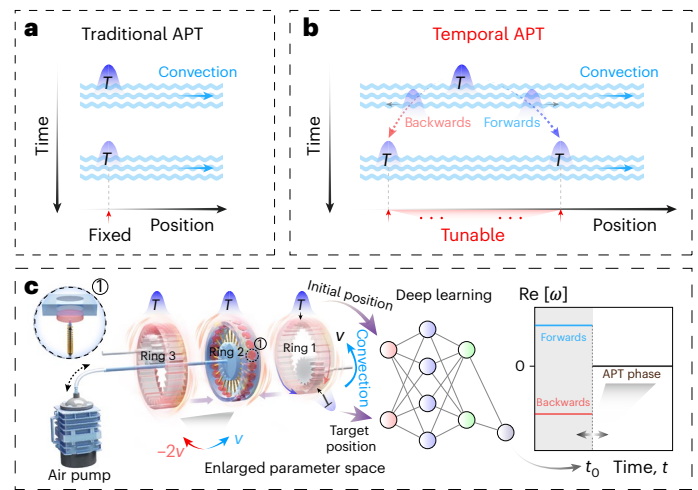 a
Traditional APT
T
Convection
Time
T
Convection
Position
Fixed
b
Temporal APT
T
Convection
Backwards
Forwards
Time
T
T
Position
Tunable
c
①
T
T
T
Initial position
Ring 3
Ring 2
①
Ring 1
v
Convection
Target
position
−2v
v
Air pump
Enlarged parameter space
Deep learning
Re [ω]
Forwards
0
APT phase
Backwards
t0
Time, t